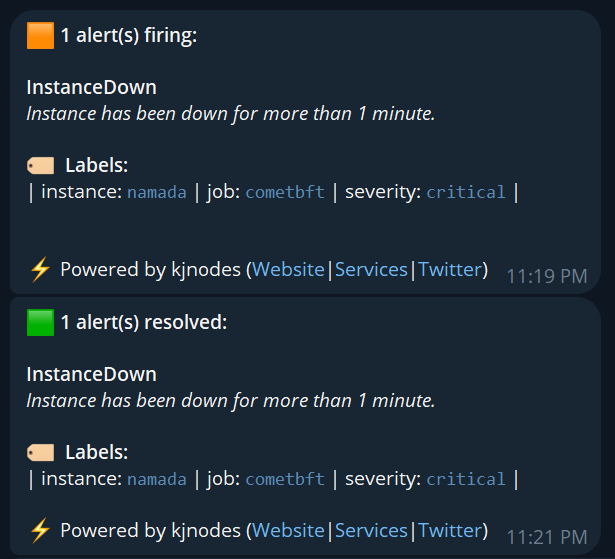 🟧 1 alert(s) firing:
InstanceDown
Instance has been down for more than 1 minute.
🏷 Labels:
| instance: namada | job: cometbft | severity: critical |
⚡ Powered by kjnodes (Website|Services|Twitter) 11:19 PM
🟩 1 alert(s) resolved:
InstanceDown
Instance has been down for more than 1 minute.
🏷 Labels:
| instance: namada | job: cometbft | severity: critical |
⚡ Powered by kjnodes (Website|Services|Twitter) 11:21 PM